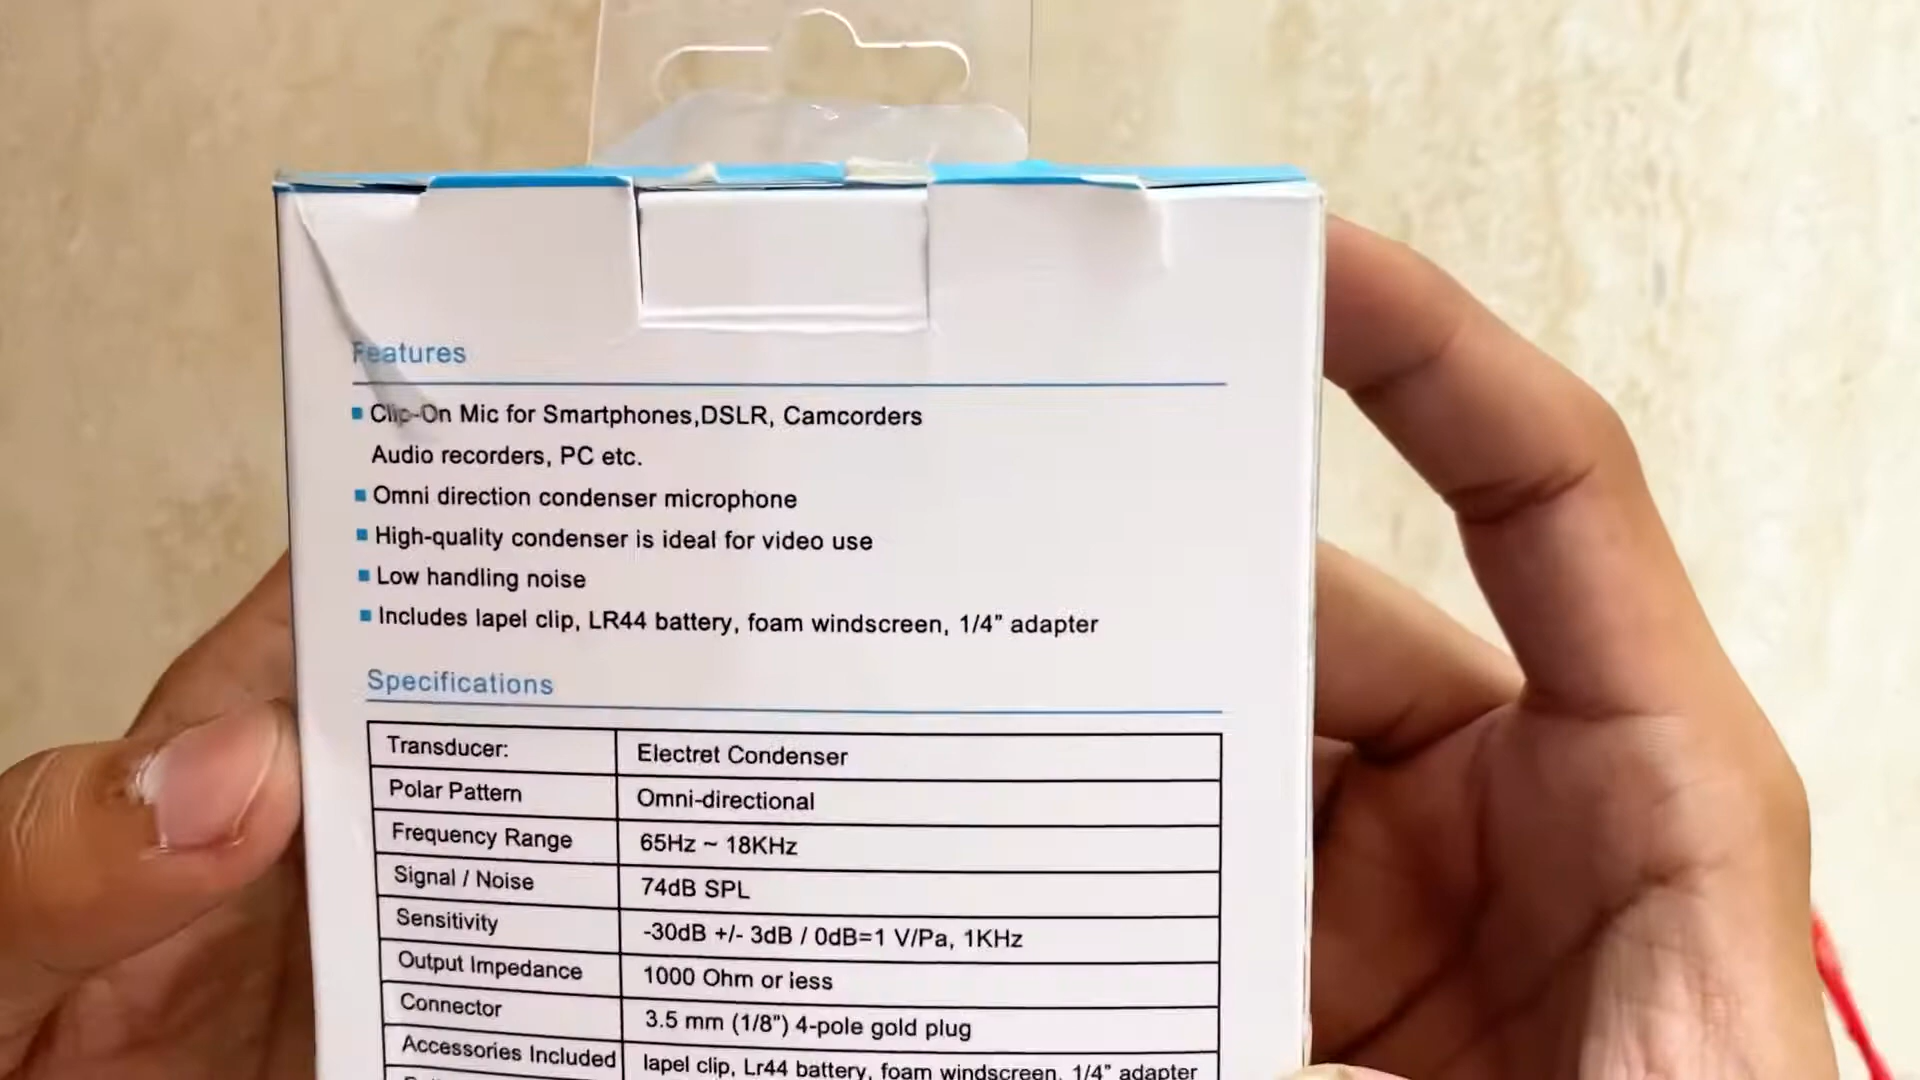 Features
Clip-On Mic for Smartphones,DSLR, Camcorders
Audio recorders, PC etc.
Omni direction condenser microphone
High-quality condenser is ideal for video use
Low handling noise
Includes lapel clip, LR44 battery, foam windscreen, 1/4" adapter
Specifications
Transducer: Electret Condenser
Polar Pattern Omni-directional
Frequency Range 65Hz ~ 18KHz
Signal / Noise 74dB SPL
Sensitivity -30dB +/- 3dB / 0dB=1 V/Pa, 1KHz
Output Impedance 1000 Ohm or less
Connector 3.5 mm (1/8") 4-pole gold plug
Accessories Included lapel clip, Lr44 battery, foam windscreen, 1/4" adapter